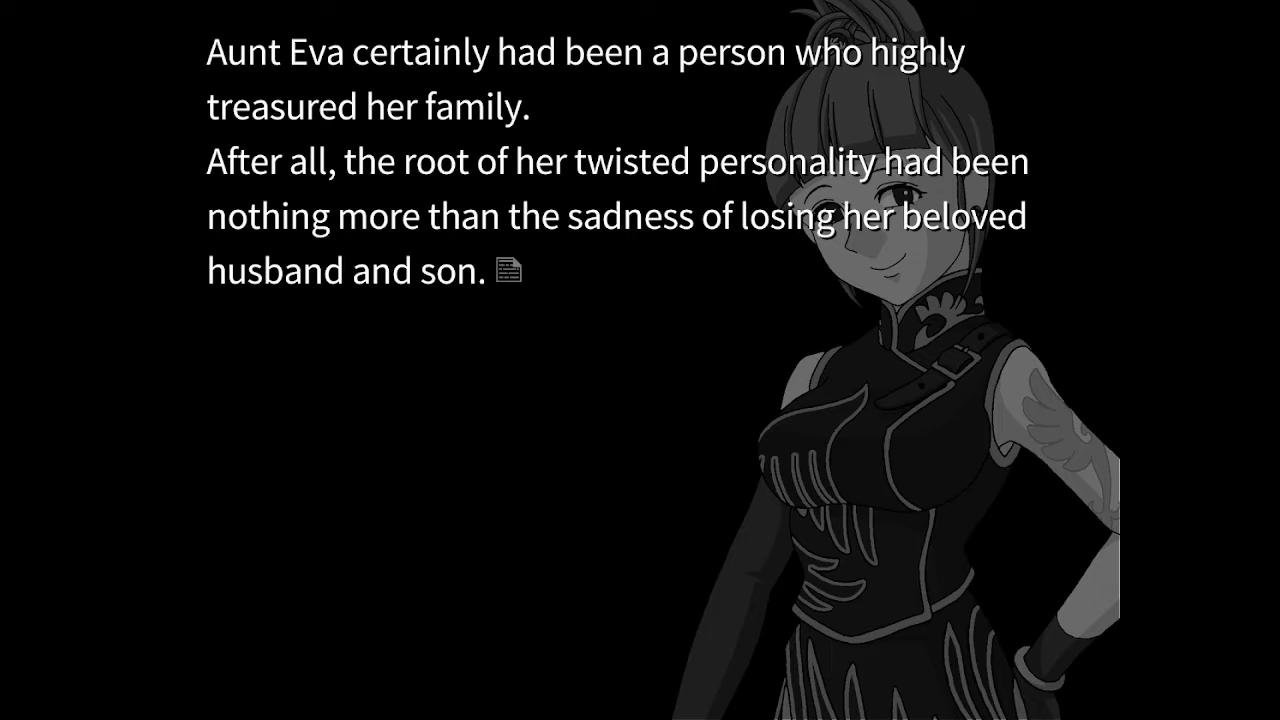 Aunt Eva certainly had been a person who highly
treasured her family.
After all, the root of her twisted personality had been
nothing more than the sadness of losing her beloved
husband and son.